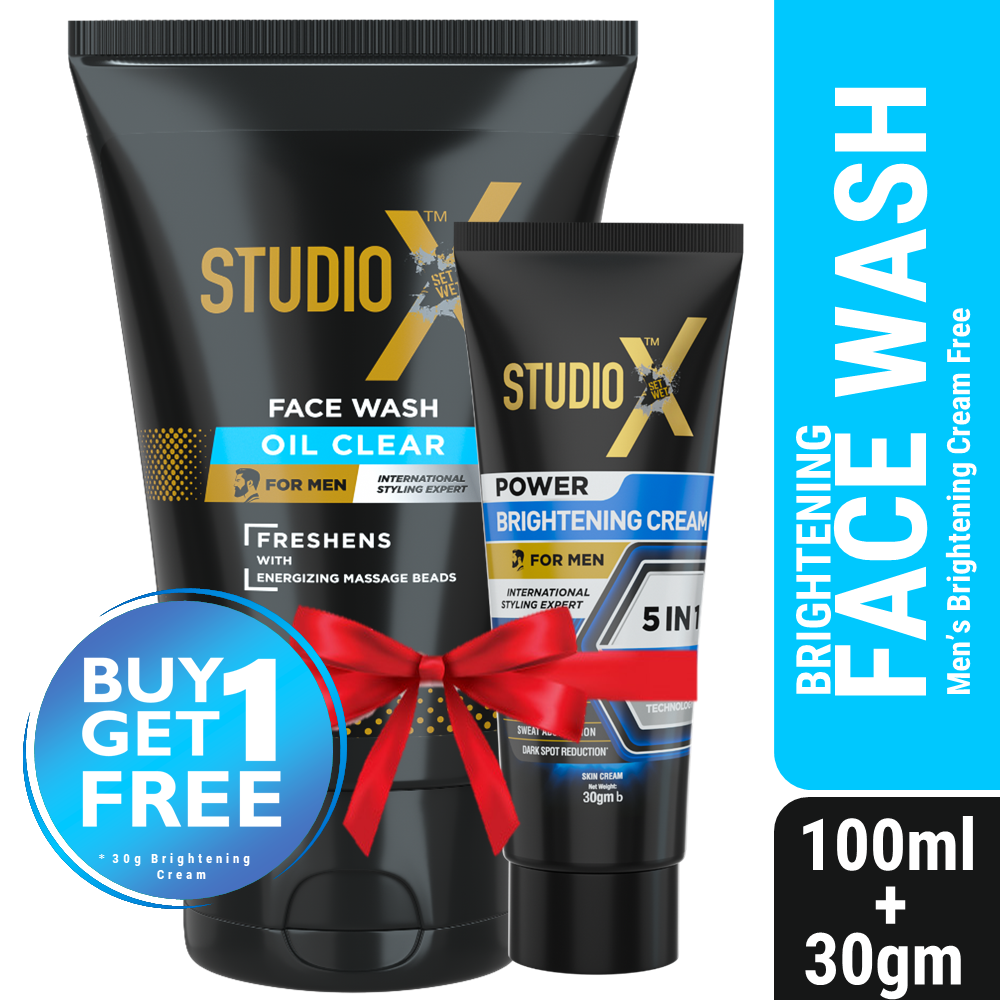 STUDIO X
TM
SET
WET
FACE WASH
OIL CLEAR
FOR MEN
INTERNATIONAL
STYLING EXPERT
FRESHENS
WITH
ENERGIZING MASSAGE BEADS
STUDIO X
TM
SET
WET
POWER
BRIGHTENING CREAM
FOR MEN
INTERNATIONAL
STYLING EXPERT
5 IN 1
DARK SPOT REDUCTION
SKIN CREAM
Net Weight:
30gm b
BUY 1
GET
FREE
* 30g Brightening
Cream
BRIGHTENING
FACE WASH
Men's Brightening Cream Free
100ml
+
30gm